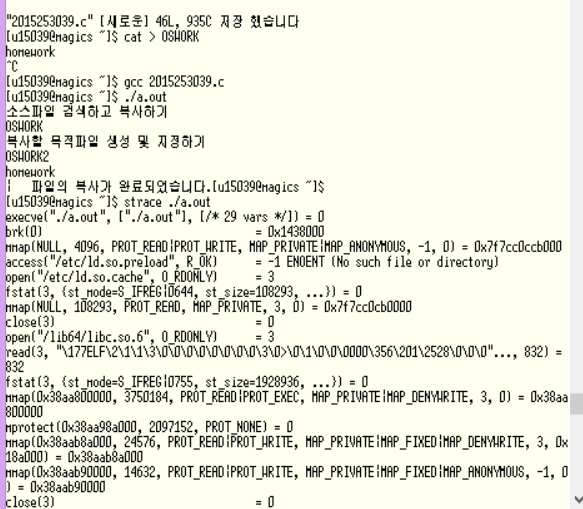 "2015253039.c" [새로운] 46L, 935C 저장 했습니다
[u15039@magics ~]$ cat > OSWORK
homework
^C
[u15039@magics ~]$ gcc 2015253039.c
[u15039@magics ~]$ ./a.out
소스파일 검색하고 복사하기
OSWORK
복사할 목적파일 생성 및 지정하기
OSWORK2
homework
|   파일의 복사가 완료되었습니다.[u15039@magics ~]$
[u15039@magics ~]$ strace ./a.out
execve("./a.out", ["./a.out"], [/* 29 vars */]) = 0
brk(0)                                  = 0x1438000
mmap(NULL, 4096, PROT_READ|PROT_WRITE, MAP_PRIVATE|MAP_ANONYMOUS, -1, 0) = 0x7f7cc0ccb000
access("/etc/ld.so.preload", R_OK)      = -1 ENOENT (No such file or directory)
open("/etc/ld.so.cache", O_RDONLY)      = 3
fstat(3, {st_mode=S_IFREG|0644, st_size=108293, ...}) = 0
mmap(NULL, 108293, PROT_READ, MAP_PRIVATE, 3, 0) = 0x7f7cc0cb0000
close(3)                                = 0
open("/lib64/libc.so.6", O_RDONLY)      = 3
read(3, "\177ELF\2\1\1\3\0\0\0\0\0\0\0\0\3\0>\0\1\0\0\0000\356\201\2528\0\0\0"..., 832) =
832
fstat(3, {st_mode=S_IFREG|0755, st_size=1928936, ...}) = 0
mmap(0x38aa800000, 3750184, PROT_READ|PROT_EXEC, MAP_PRIVATE|MAP_DENYWRITE, 3, 0) = 0x38aa
800000
mprotect(0x38aa98a000, 2097152, PROT_NONE) = 0
mmap(0x38aab8a000, 24576, PROT_READ|PROT_WRITE, MAP_PRIVATE|MAP_FIXED|MAP_DENYWRITE, 3, 0x
18a000) = 0x38aab8a000
mmap(0x38aab90000, 14632, PROT_READ|PROT_WRITE, MAP_PRIVATE|MAP_FIXED|MAP_ANONYMOUS, -1, 0
) = 0x38aab90000
close(3)                                = 0